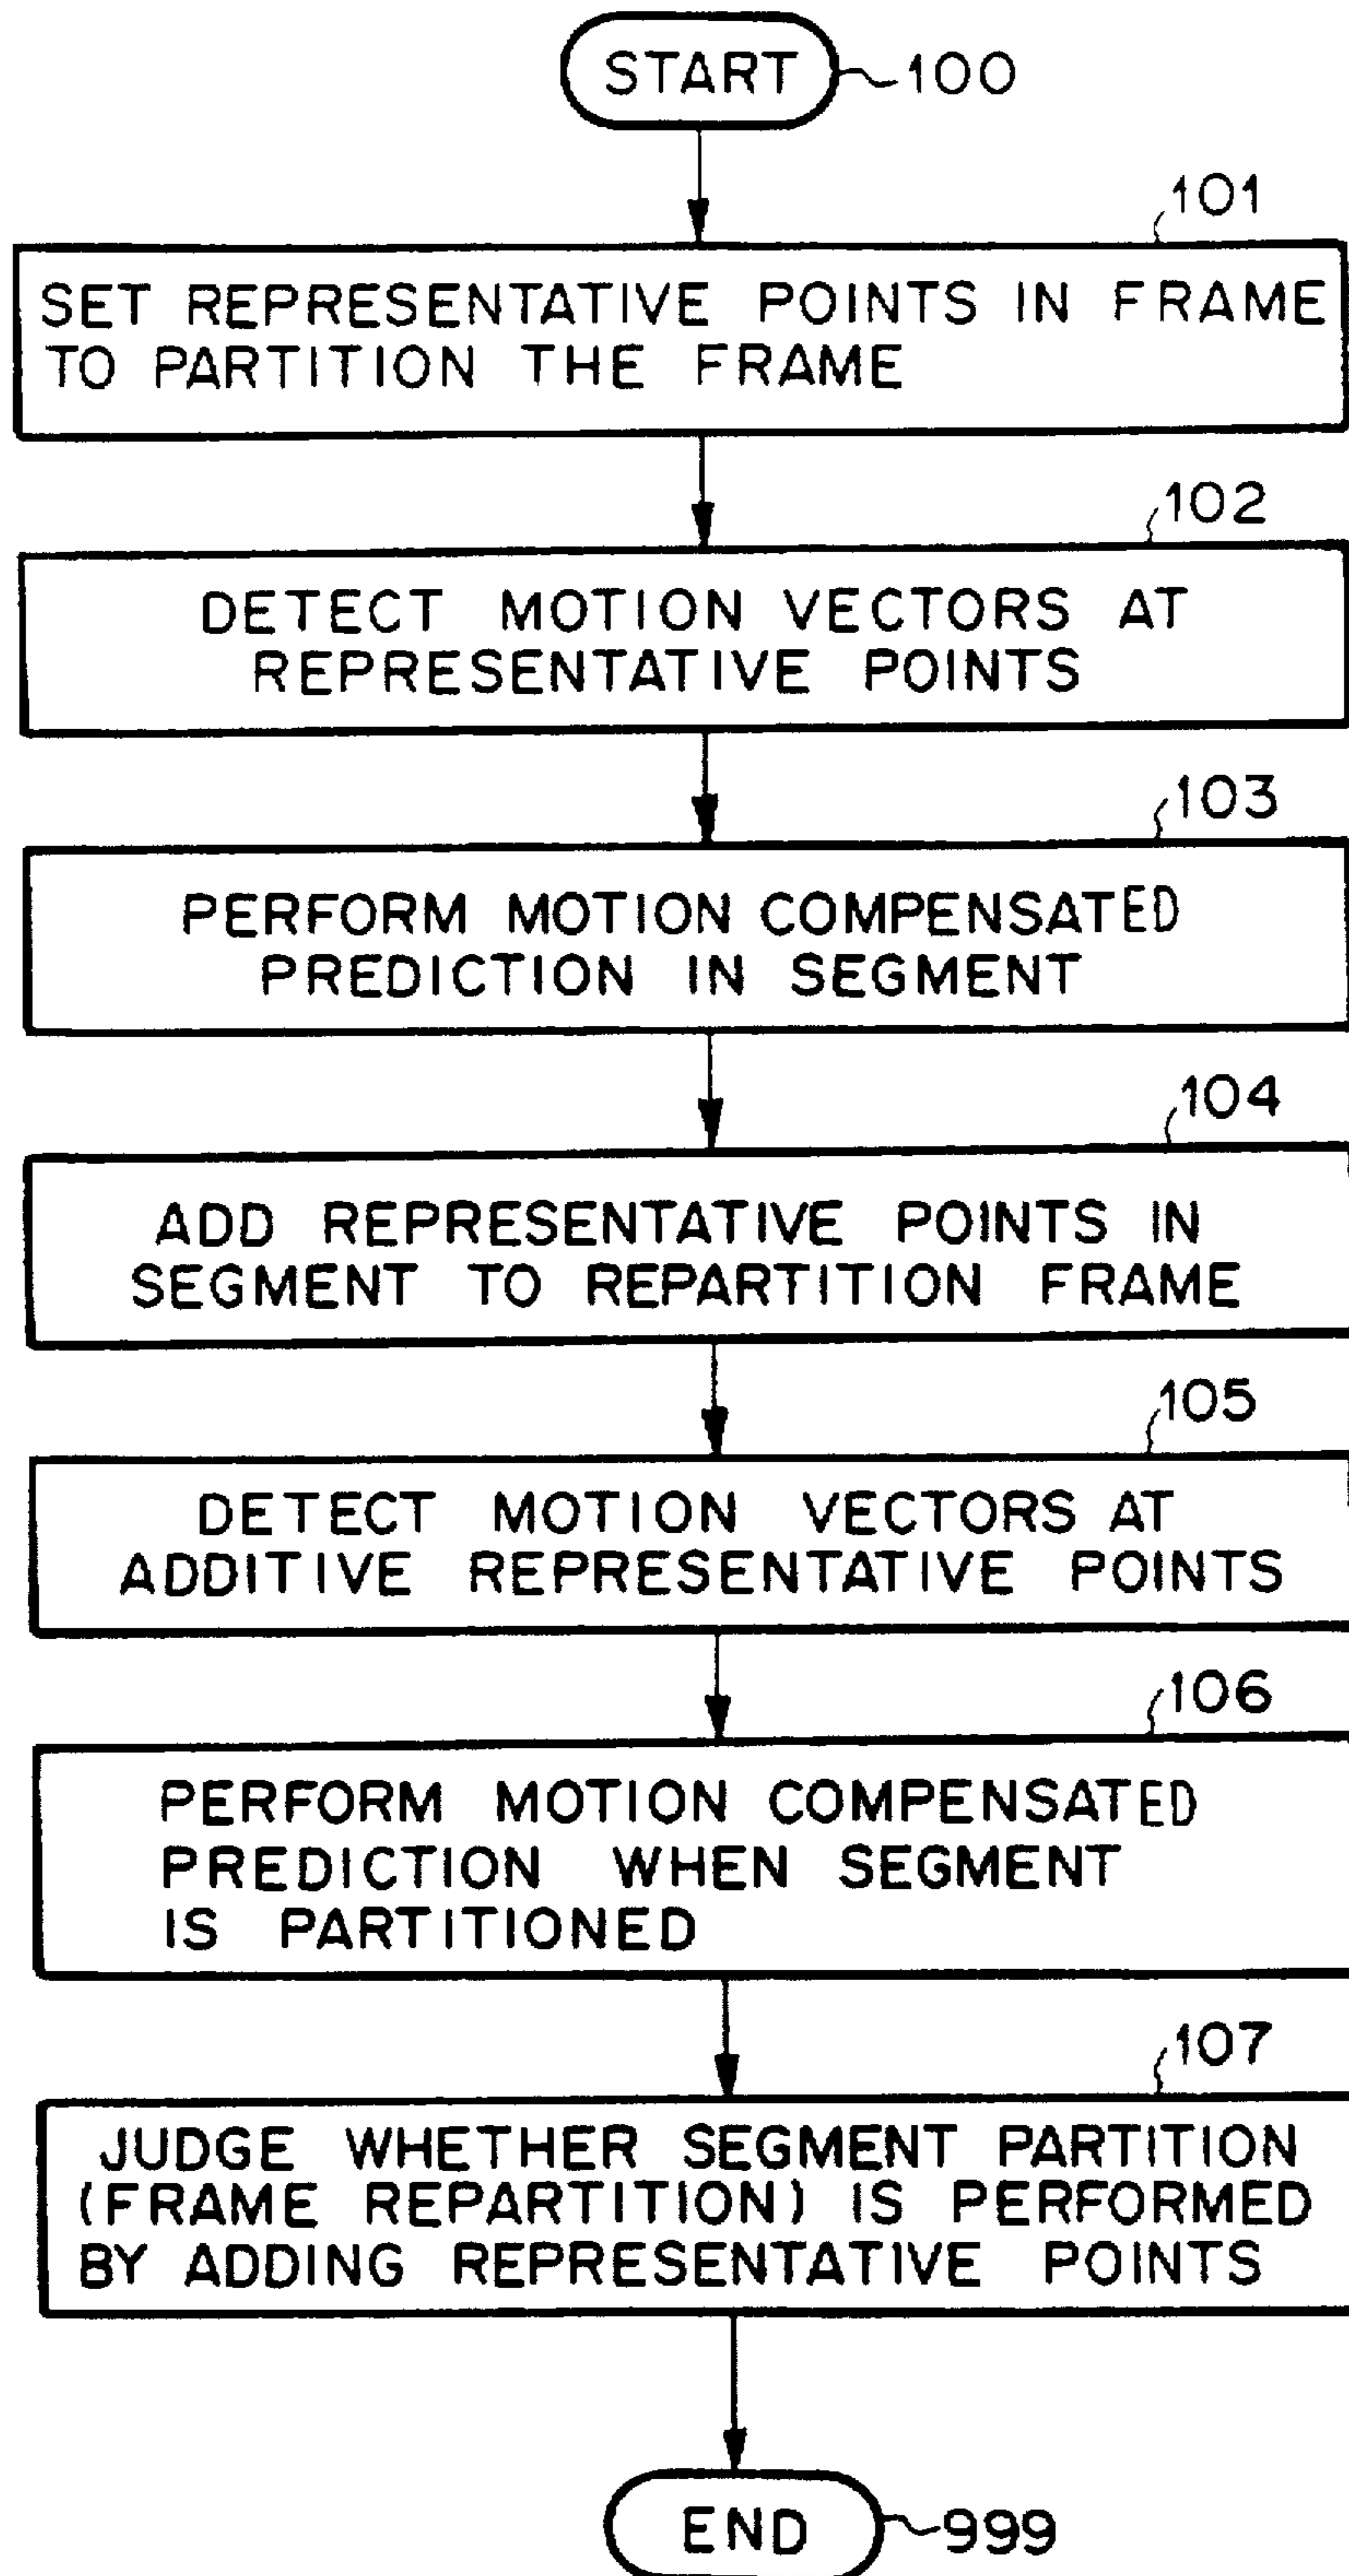 START 100
101
SET REPRESENTATIVE POINTS IN FRAME
TO PARTITION THE FRAME
102
DETECT MOTION VECTORS AT
REPRESENTATIVE POINTS
103
PERFORM MOTION COMPENSATED
PREDICTION IN SEGMENT
104
ADD REPRESENTATIVE POINTS IN
SEGMENT TO REPARTITION FRAME
105
DETECT MOTION VECTORS AT
ADDITIVE REPRESENTATIVE POINTS
106
PERFORM MOTION COMPENSATED
PREDICTION WHEN SEGMENT
IS PARTITIONED
107
JUDGE WHETHER SEGMENT PARTITION
(FRAME REPARTITION) IS PERFORMED
BY ADDING REPRESENTATIVE POINTS
END 999